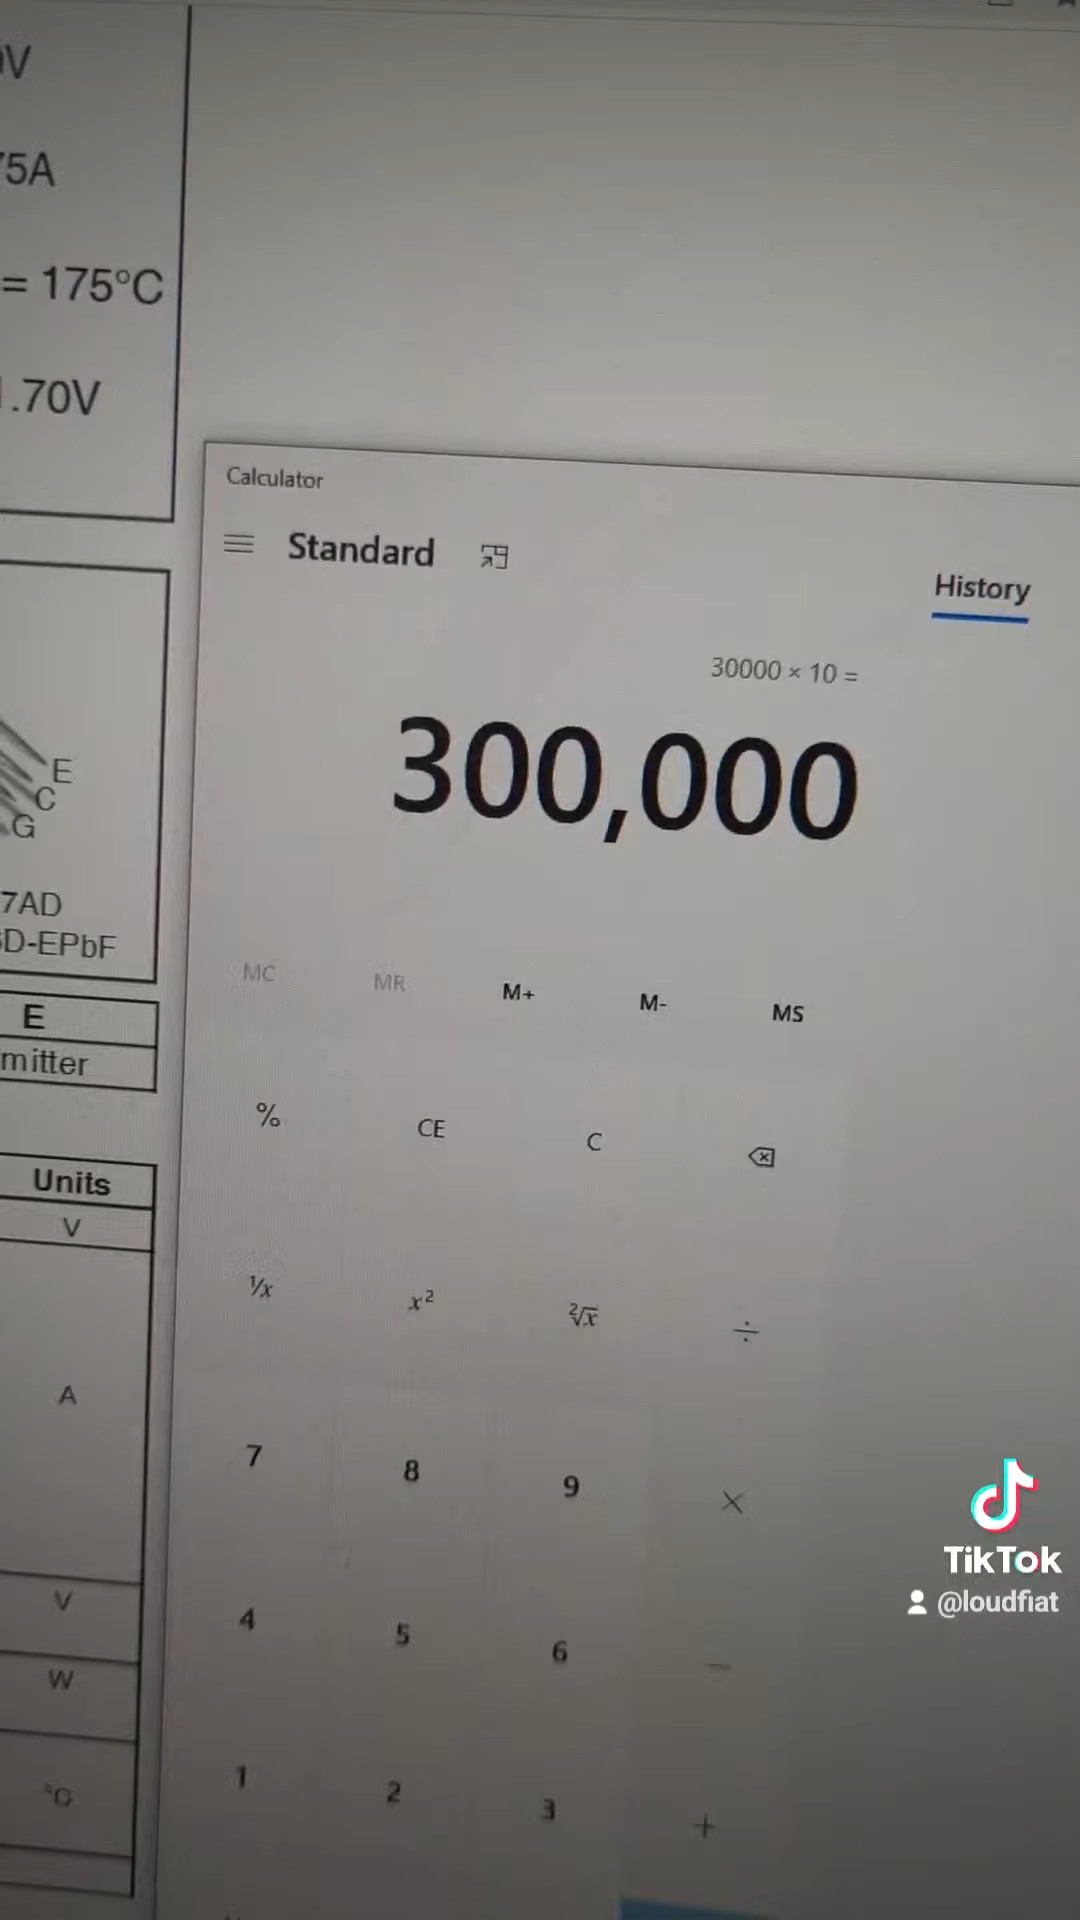 V
75A
= 175°C
.70V
E
C
G
7AD
D-EPbF
E
mitter
Units
V
A
V
W
°C
Calculator
Standard
History
30000 × 10 =
300,000
MC MR M+ M- MS
% CE C
¹/x x² ²√x ÷
7 8 9 ×
4 5 6 −
1 2 3 +
TikTok
@loudfiat